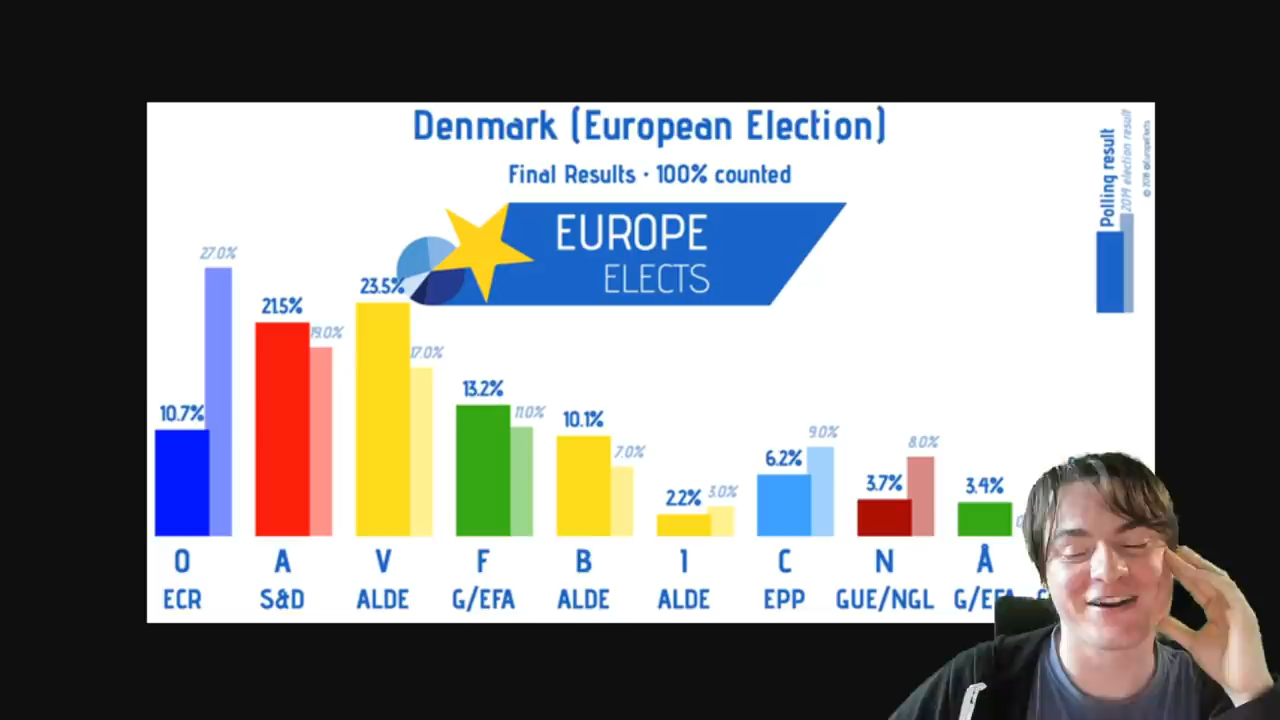 Denmark (European Election)
Final Results · 100% counted
EUROPE
ELECTS
Polling result
2014 election result
27.0%
23.5%
21.5%
19.0%
17.0%
13.2%
11.0%
10.7%
10.1%
7.0%
2.2%
3.0%
6.2%
9.0%
3.7%
8.0%
3.4%
O A V F B I C N Å
ECR S&D ALDE G/EFA ALDE ALDE EPP GUE/NGL G/EFA